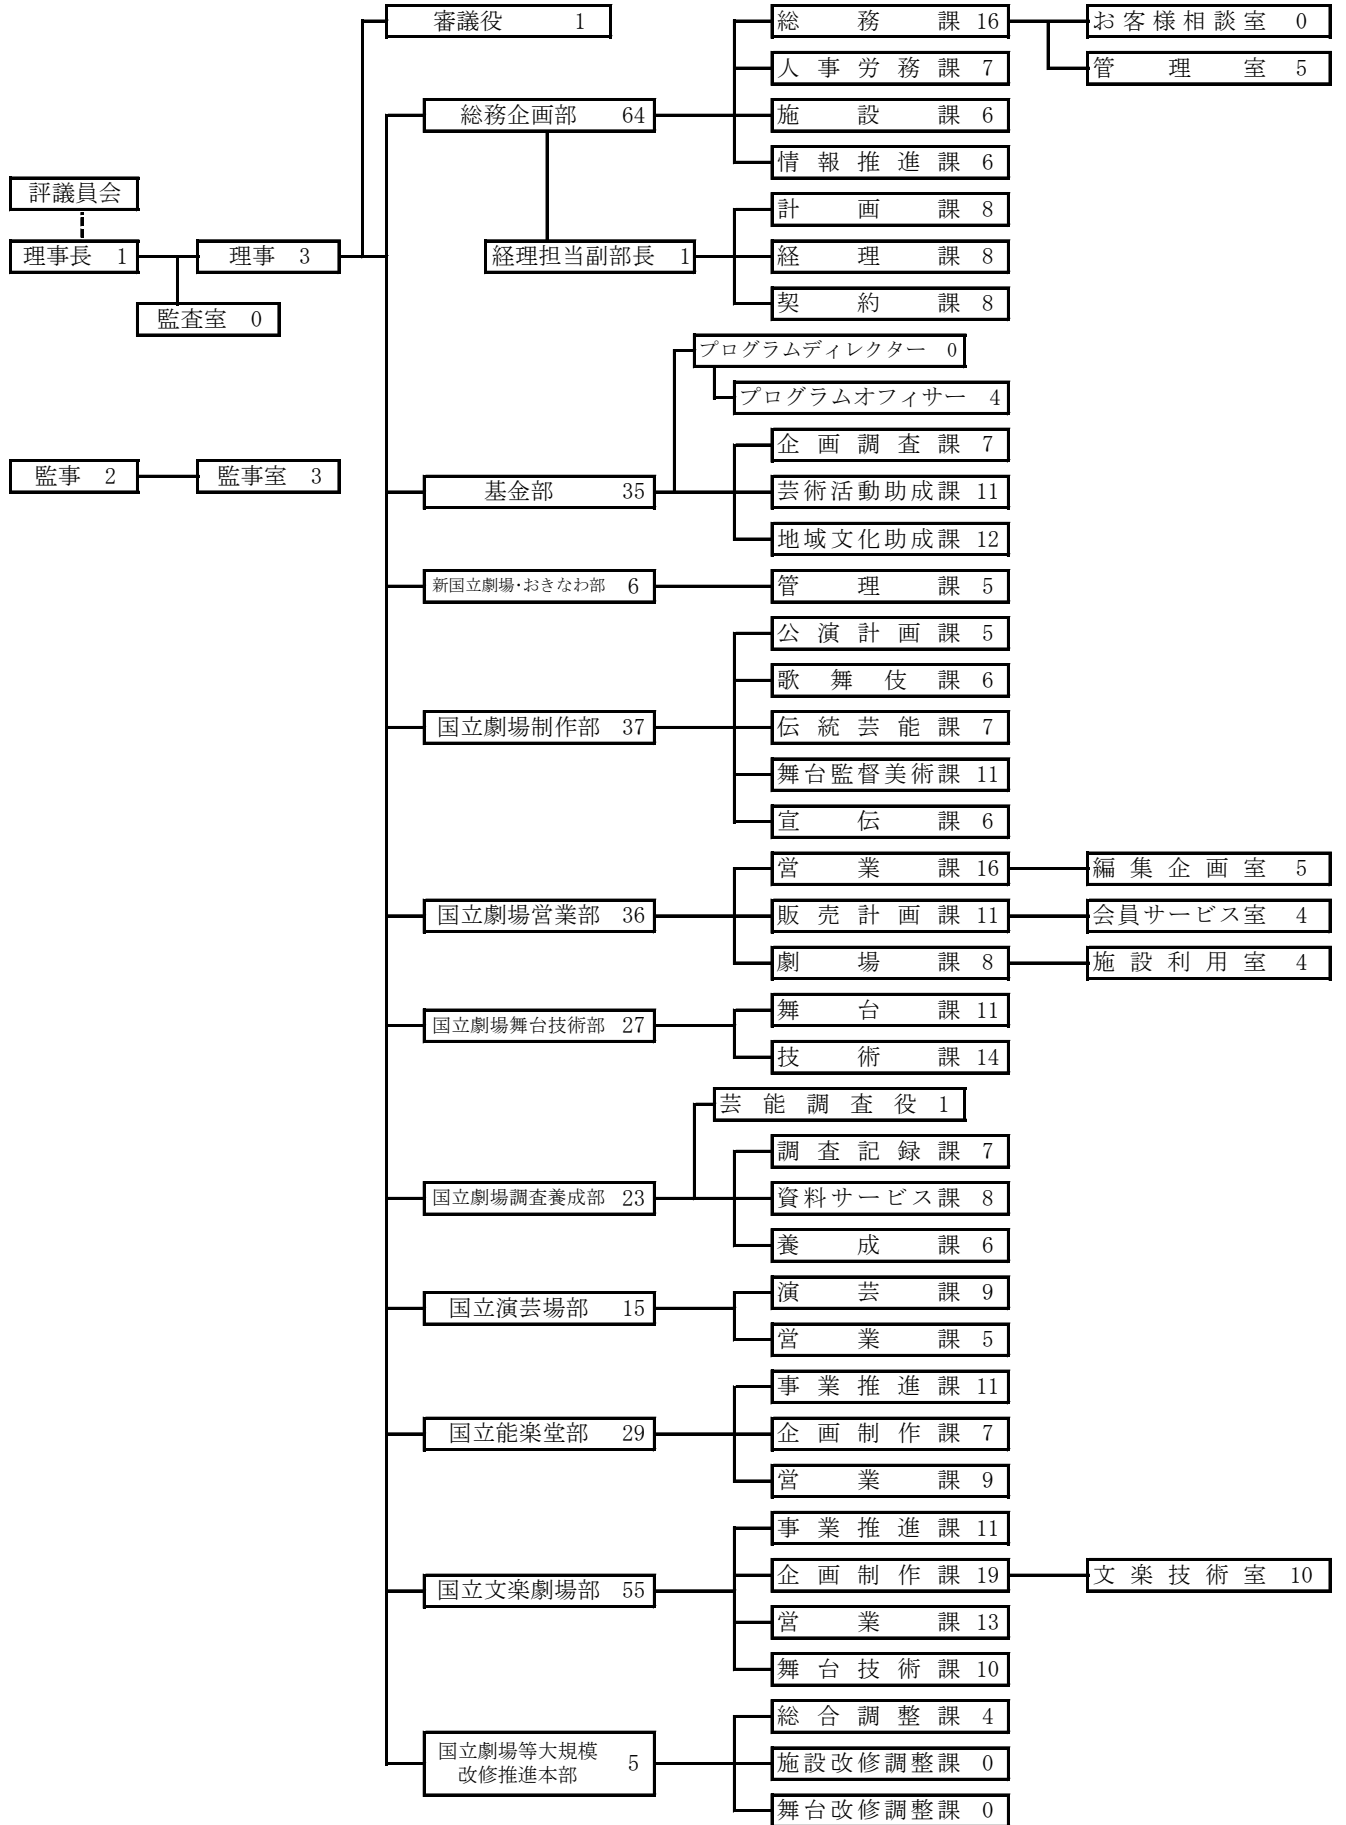 審議役 1
総務課 16
お客様相談室 0
人事労務課 7
管理室 5
総務企画部 64
施設課 6
情報推進課 6
評議員会
計画課 8
理事長 1
理事 3
経理担当副部長 1
経理課 8
監査室 0
契約課 8
プログラムディレクター 0
プログラムオフィサー 4
企画調査課 7
監事 2
監事室 3
基金部 35
芸術活動助成課 11
地域文化助成課 12
新国立劇場・おきなわ部 6
管理課 5
公演計画課 5
歌舞伎課 6
国立劇場制作部 37
伝統芸能課 7
舞台監督美術課 11
宣伝課 6
営業課 16
編集企画室 5
国立劇場営業部 36
販売計画課 11
会員サービス室 4
劇場課 8
施設利用室 4
舞台課 11
国立劇場舞台技術部 27
技術課 14
芸能調査役 1
調査記録課 7
国立劇場調査養成部 23
資料サービス課 8
養成課 6
演芸課 9
国立演芸場部 15
営業課 5
事業推進課 11
国立能楽堂部 29
企画制作課 7
営業課 9
事業推進課 11
国立文楽劇場部 55
企画制作課 19
文楽技術室 10
営業課 13
舞台技術課 10
総合調整課 4
国立劇場等大規模
改修推進本部 5
施設改修調整課 0
舞台改修調整課 0